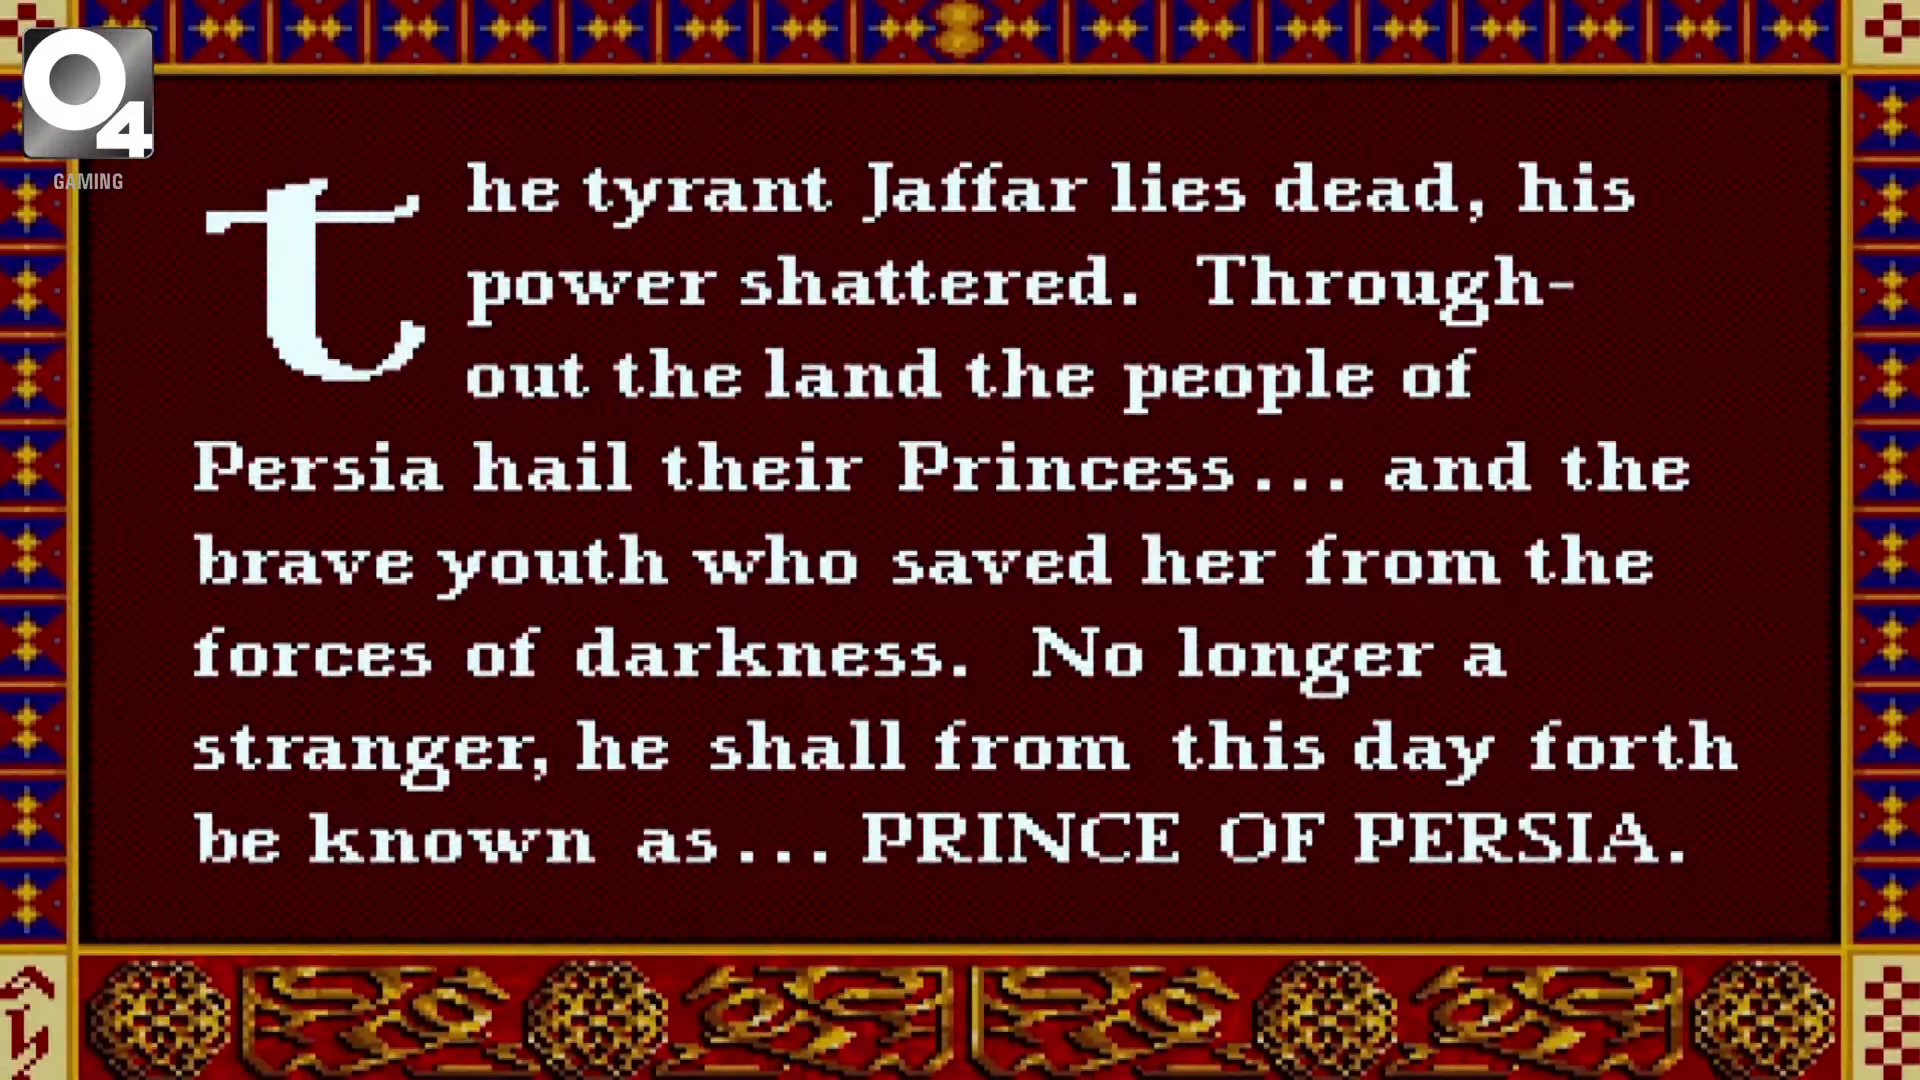 O4
GAMING
the tyrant Jaffar lies dead, his
power shattered. Through-
out the land the people of
Persia hail their Princess... and the
brave youth who saved her from the
forces of darkness. No longer a
stranger, he shall from this day forth
be known as... PRINCE OF PERSIA.